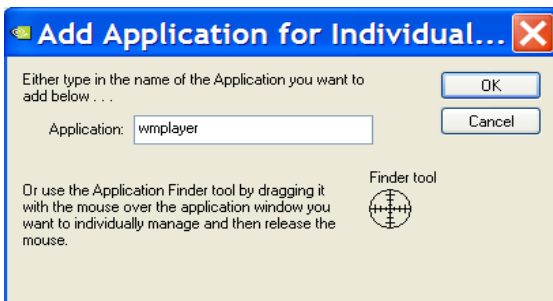 Add Application for Individual...
Either type in the name of the Application you want to
add below . . .
OK
Application: wmplayer
Cancel
Finder tool
Or use the Application Finder tool by dragging it
with the mouse over the application window you
want to individually manage and then release the
mouse.